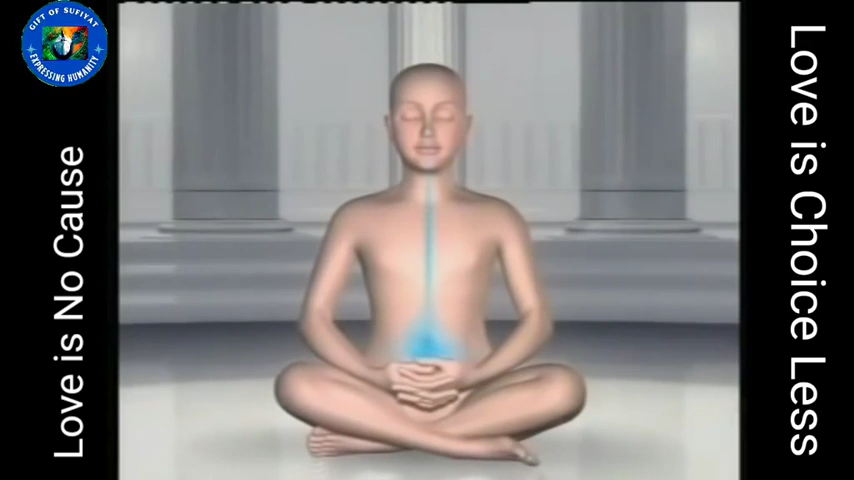 GIFT OF SUFIYAT
EXPRESSING HUMANITY
Love is No Cause
Love is Choice Less